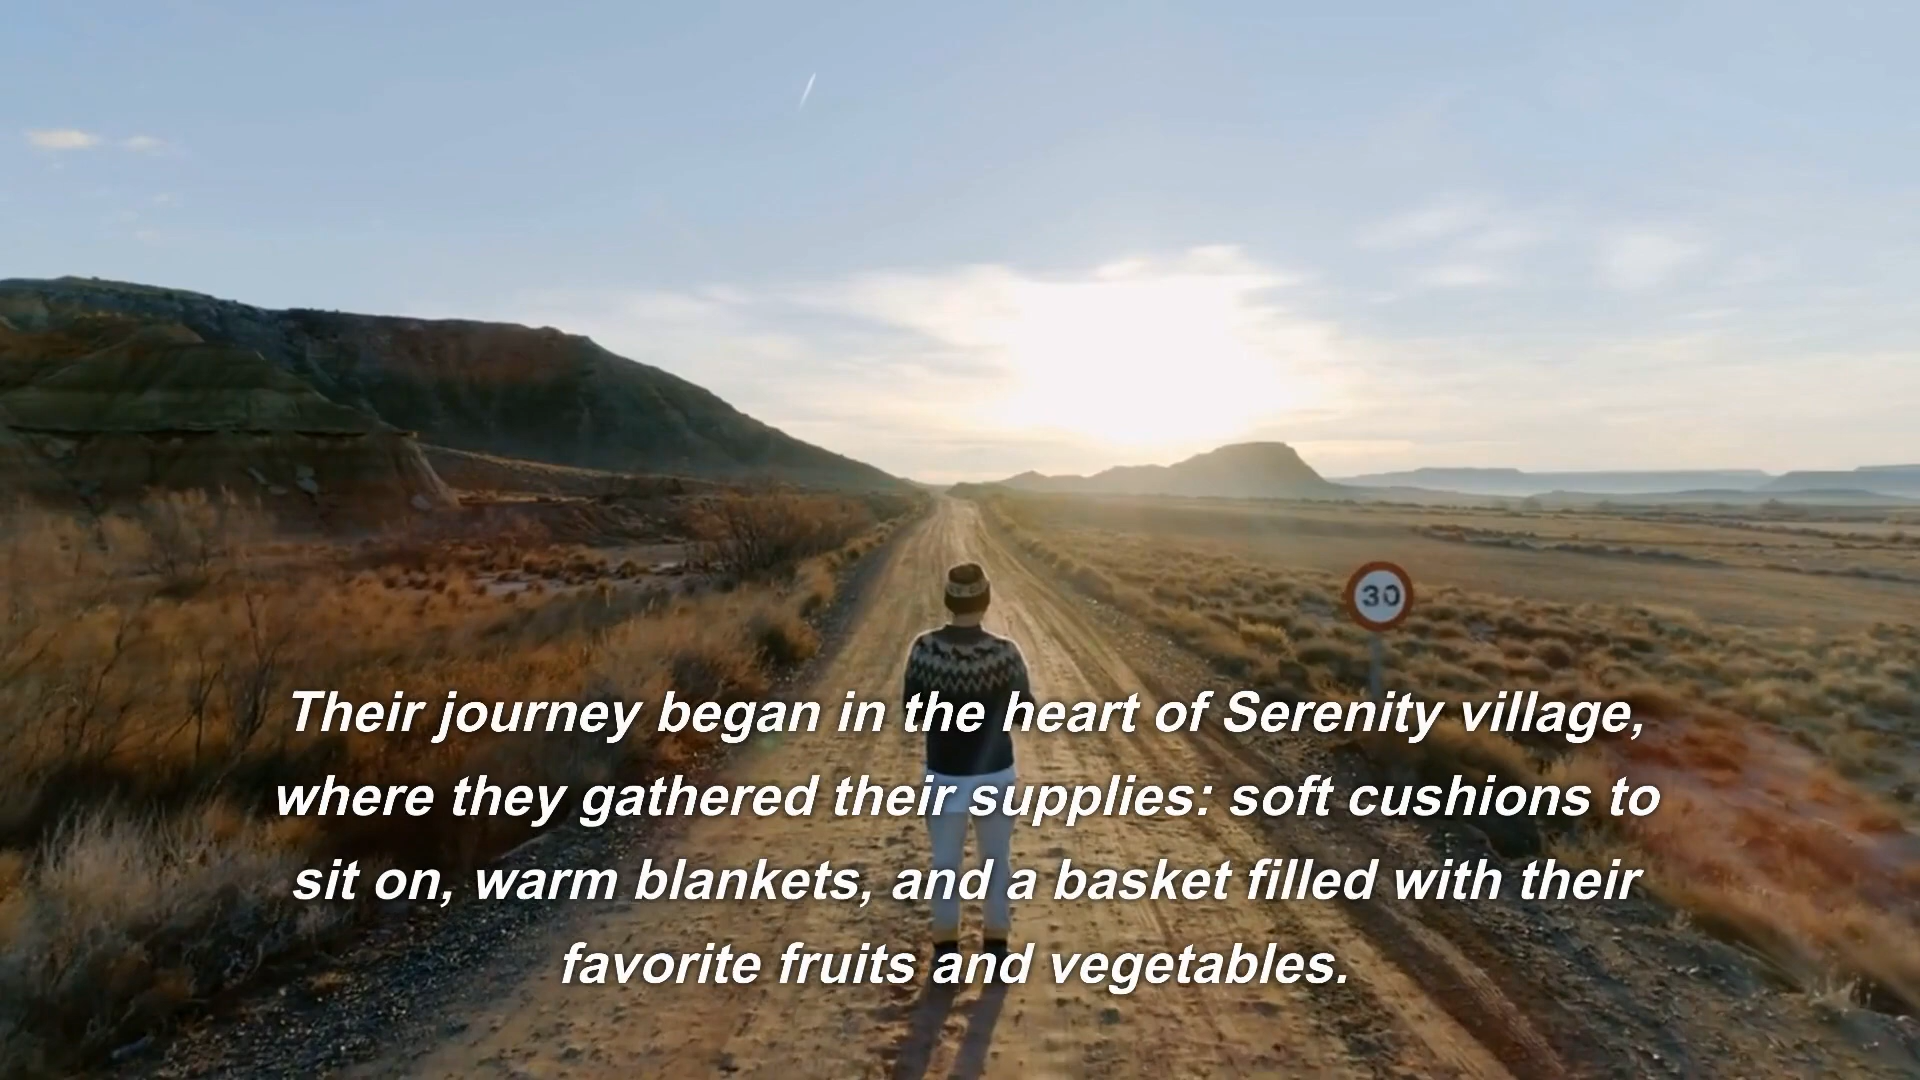 30
Their journey began in the heart of Serenity village,
where they gathered their supplies: soft cushions to
sit on, warm blankets, and a basket filled with their
favorite fruits and vegetables.